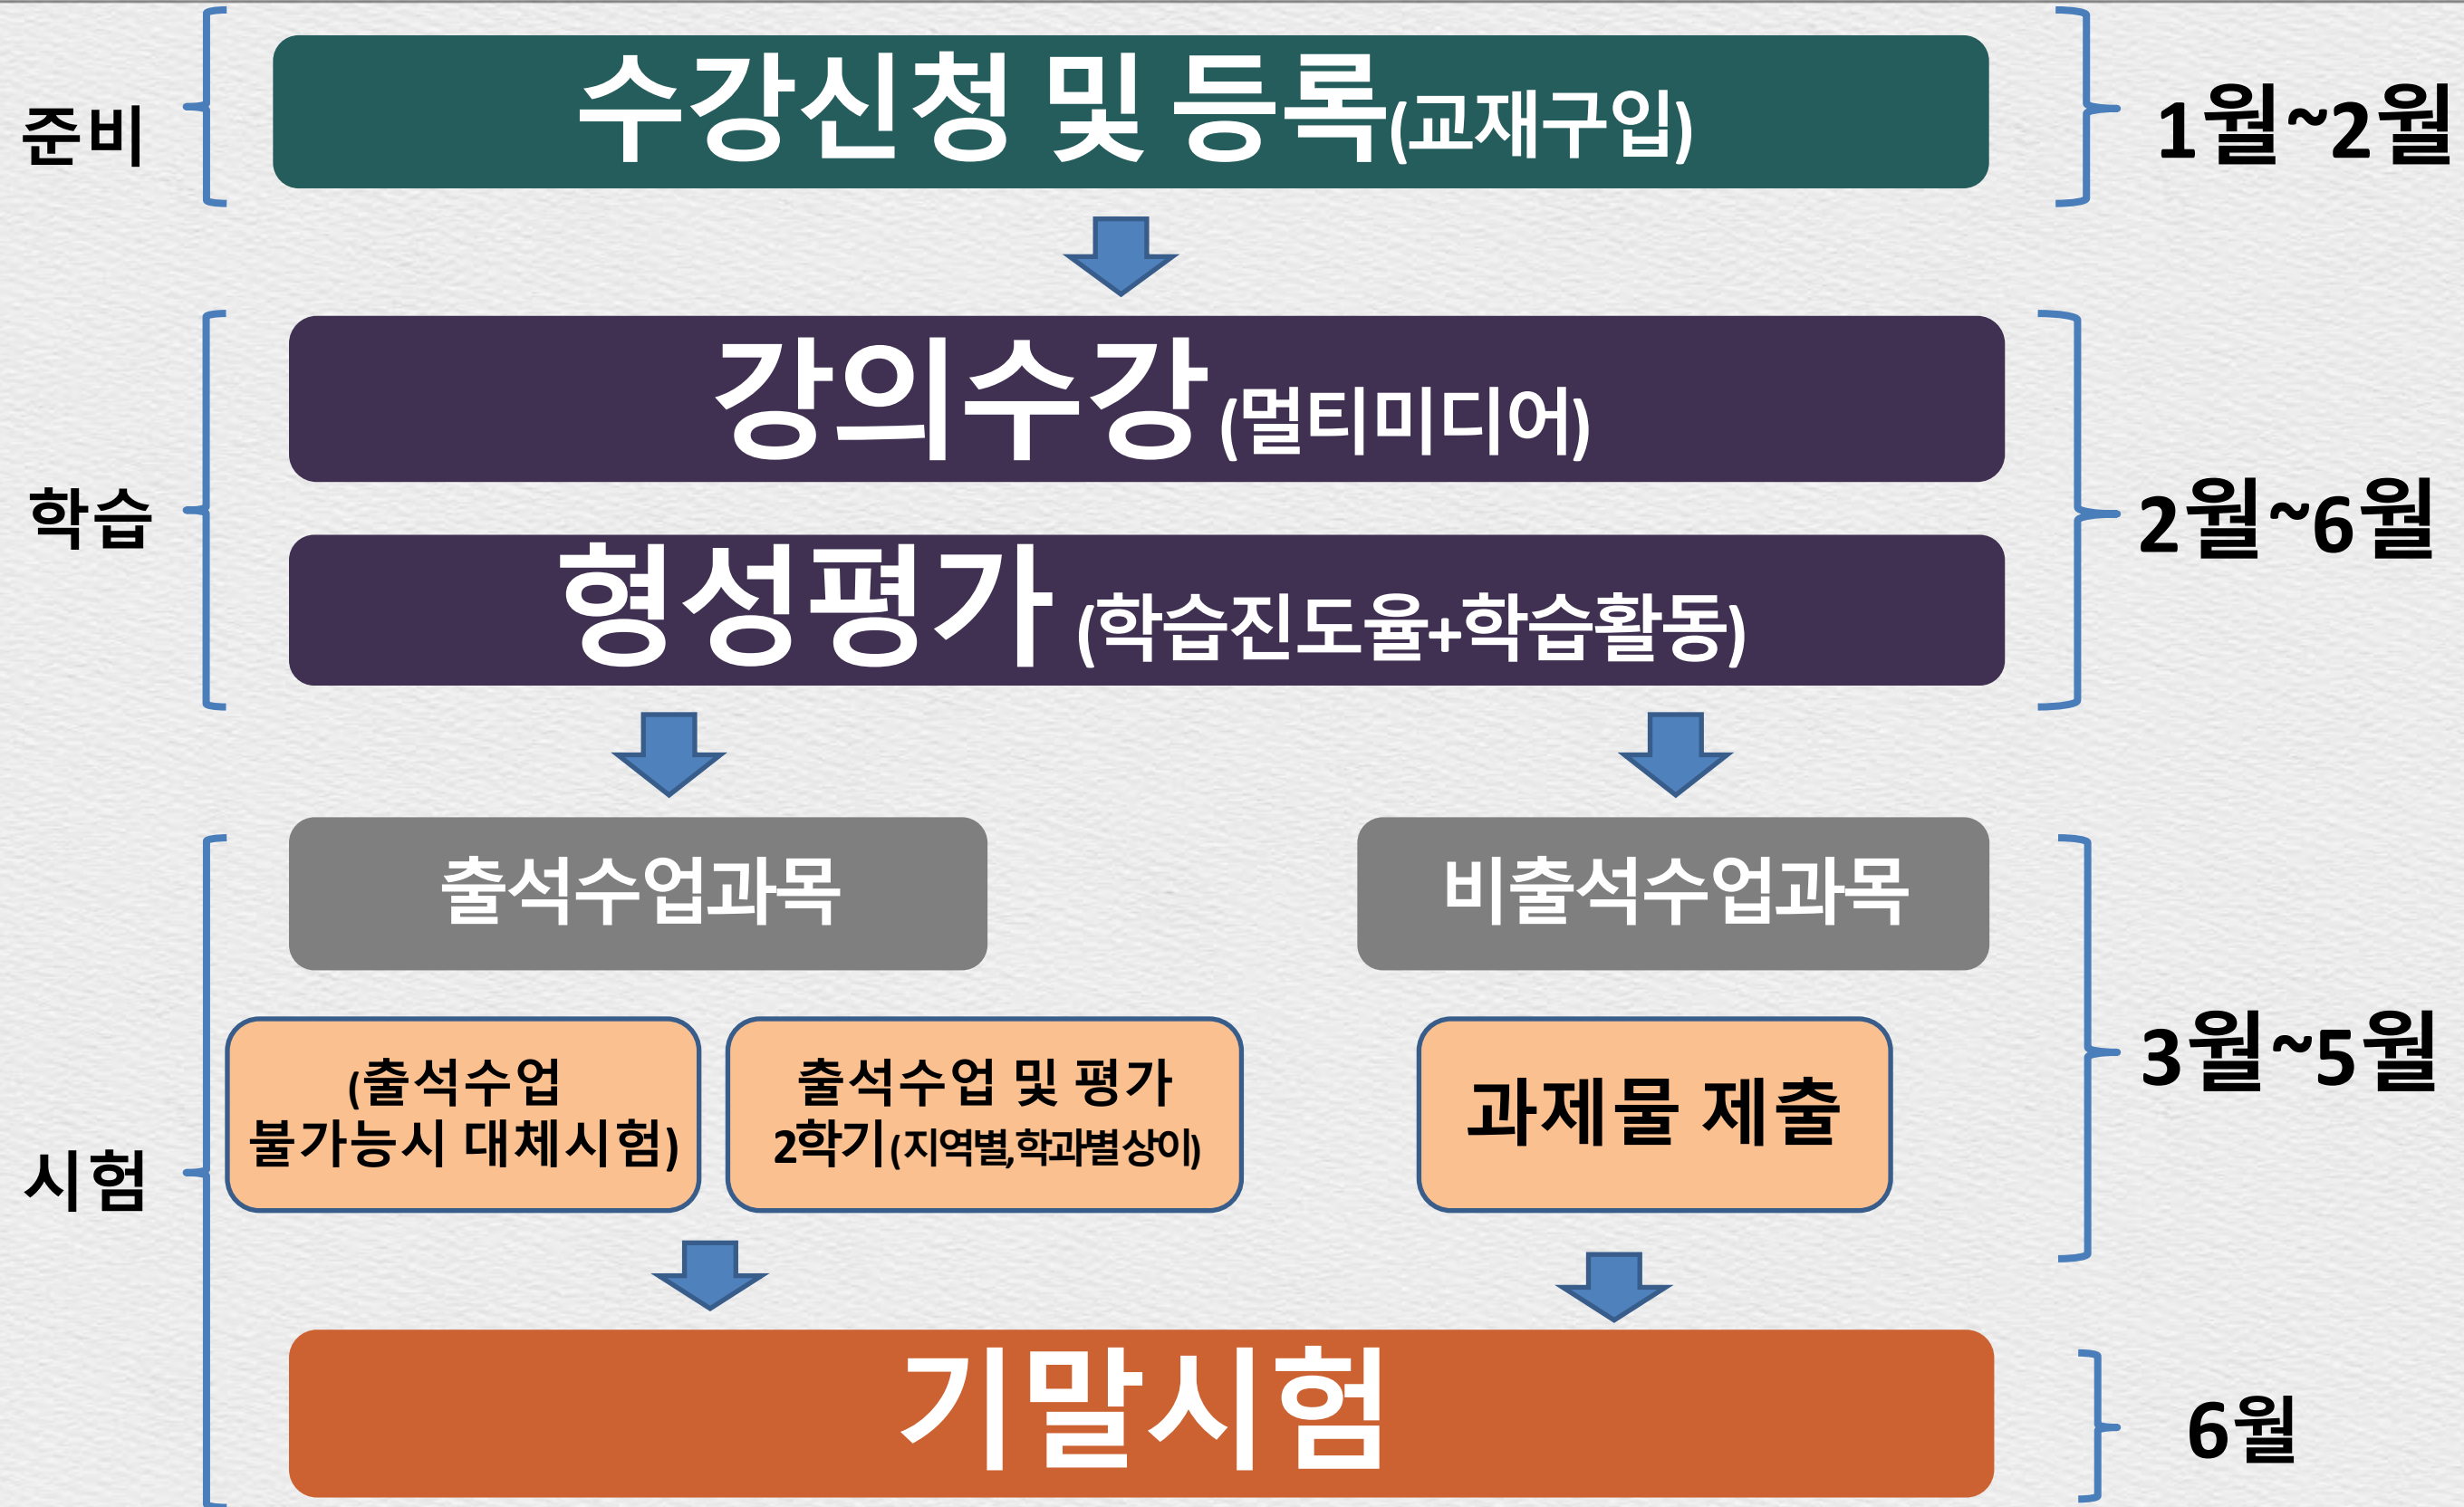 준비
수강신청 및 등록(교재구입)
1월~2월
강의수강(멀티미디어)
학습
형성평가 (학습진도율+학습활동)
2월~6월
출석수업과목
비출석수업과목
(출석수업
불가능시 대체시험)
출석수업 및 평가
2학기(지역별,학과별상이)
과제물 제출
3월~5월
시험
기말시험
6월